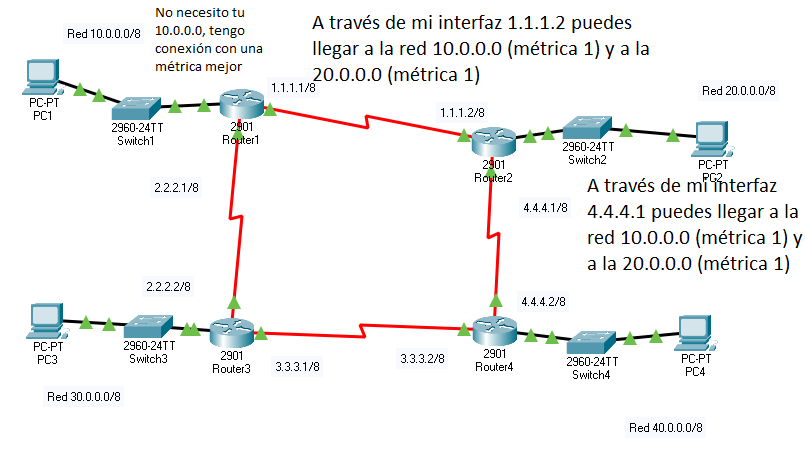 No necesito tu
10.0.0.0, tengo
conexión con una
métrica mejor
A través de mi interfaz 1.1.1.2 puedes
llegar a la red 10.0.0.0 (métrica 1) y a la
20.0.0.0 (métrica 1)
Red 10.0.0.0/8
PC-PT
PC1
2960-24TT
Switch1
2901
Router1
1.1.1.1/8
1.1.1.2/8
2901
Router2
2960-24TT
Switch2
Red 20.0.0.0/8
PC-PT
PC2
2.2.2.1/8
4.4.4.1/8
A través de mi interfaz
4.4.4.1 puedes llegar a la
red 10.0.0.0 (métrica 1) y
a la 20.0.0.0 (métrica 1)
2.2.2.2/8
4.4.4.2/8
PC-PT
PC3
2960-24TT
Switch3
2901
Router3
3.3.3.1/8
3.3.3.2/8
2901
Router4
2960-24TT
Switch4
PC-PT
PC4
Red 30.0.0.0/8
Red 40.0.0.0/8